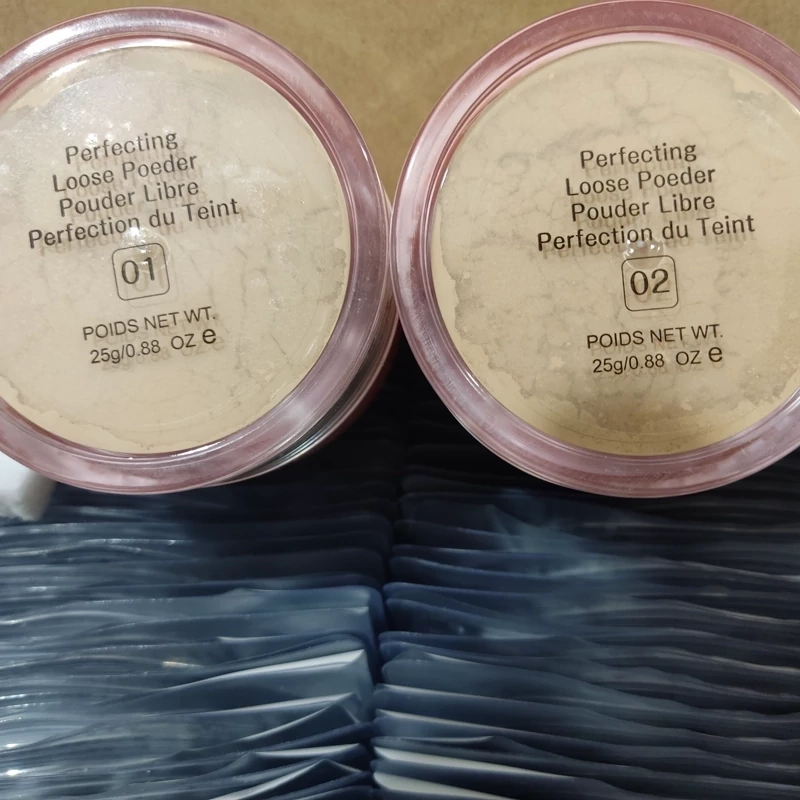 Perfecting
Loose Poeder
Pouder Libre
Perfection du Teint
01
POIDS NET WT.
25g/0.88 OZ e
Perfecting
Loose Poeder
Pouder Libre
Perfection du Teint
02
POIDS NET WT.
25g/0.88 OZ e